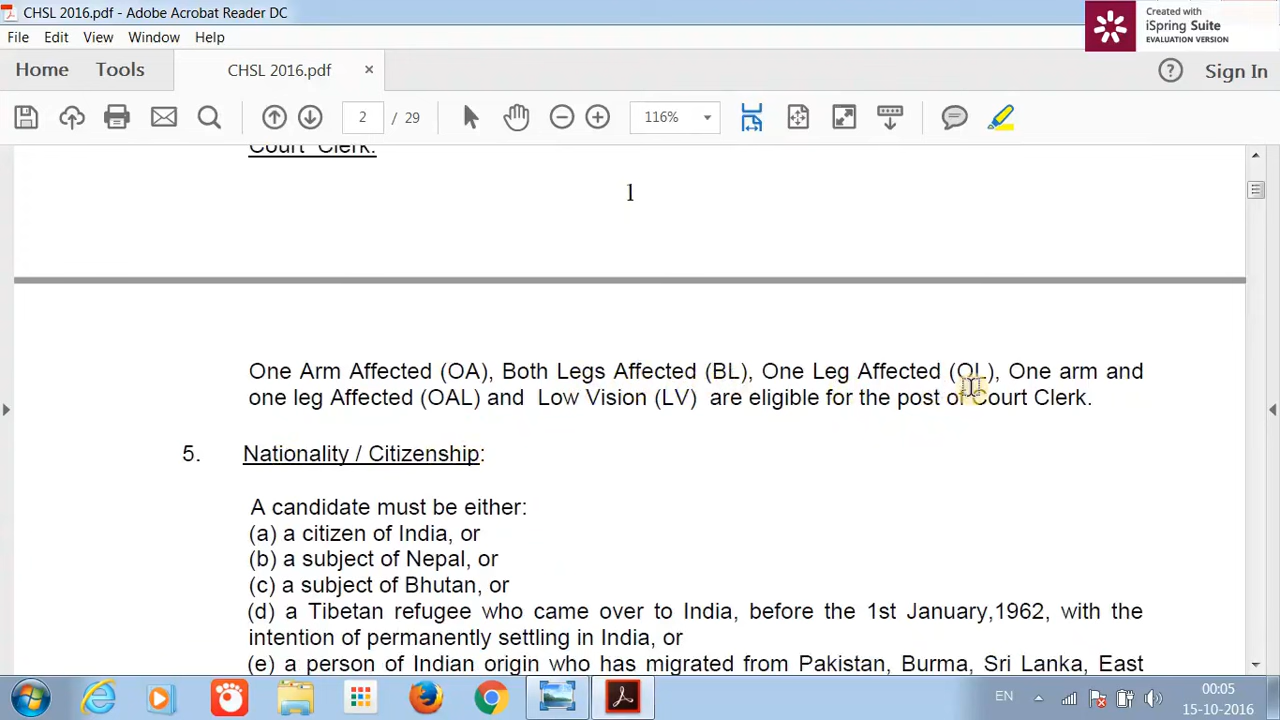 CHSL 2016.pdf - Adobe Acrobat Reader DC
Created with
iSpring Suite
EVALUATION VERSION
File Edit View Window Help
Home Tools CHSL 2016.pdf × ? Sign In
2 / 29 116%
Court Clerk.
1
One Arm Affected (OA), Both Legs Affected (BL), One Leg Affected (OL), One arm and
one leg Affected (OAL) and Low Vision (LV) are eligible for the post of Court Clerk.
5. Nationality / Citizenship:
A candidate must be either:
(a) a citizen of India, or
(b) a subject of Nepal, or
(c) a subject of Bhutan, or
(d) a Tibetan refugee who came over to India, before the 1st January,1962, with the
intention of permanently settling in India, or
(e) a person of Indian origin who has migrated from Pakistan, Burma, Sri Lanka, East
EN 00:05
15-10-2016